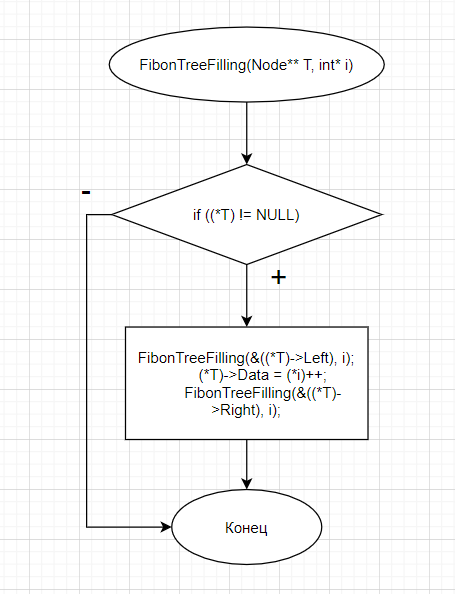 FibonTreeFilling(Node** T, int* i)
-
if ((*T) != NULL)
+
FibonTreeFilling(&((*T)->Left), i);
(*T)->Data = (*i)++;
FibonTreeFilling(&((*T)-
>Right), i);
Конец